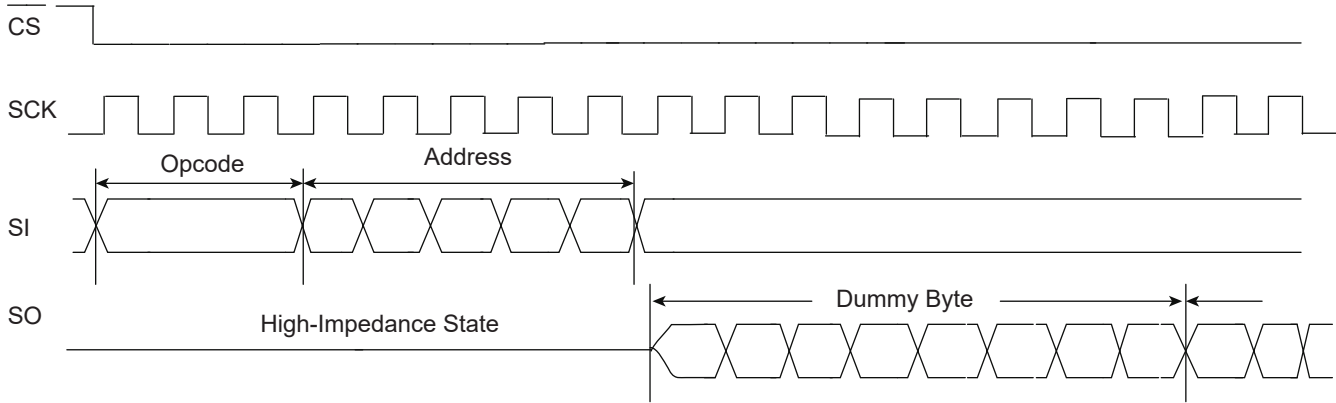 CS
SCK
Opcode
Address
SI
Dummy Byte
SO
High-Impedance State